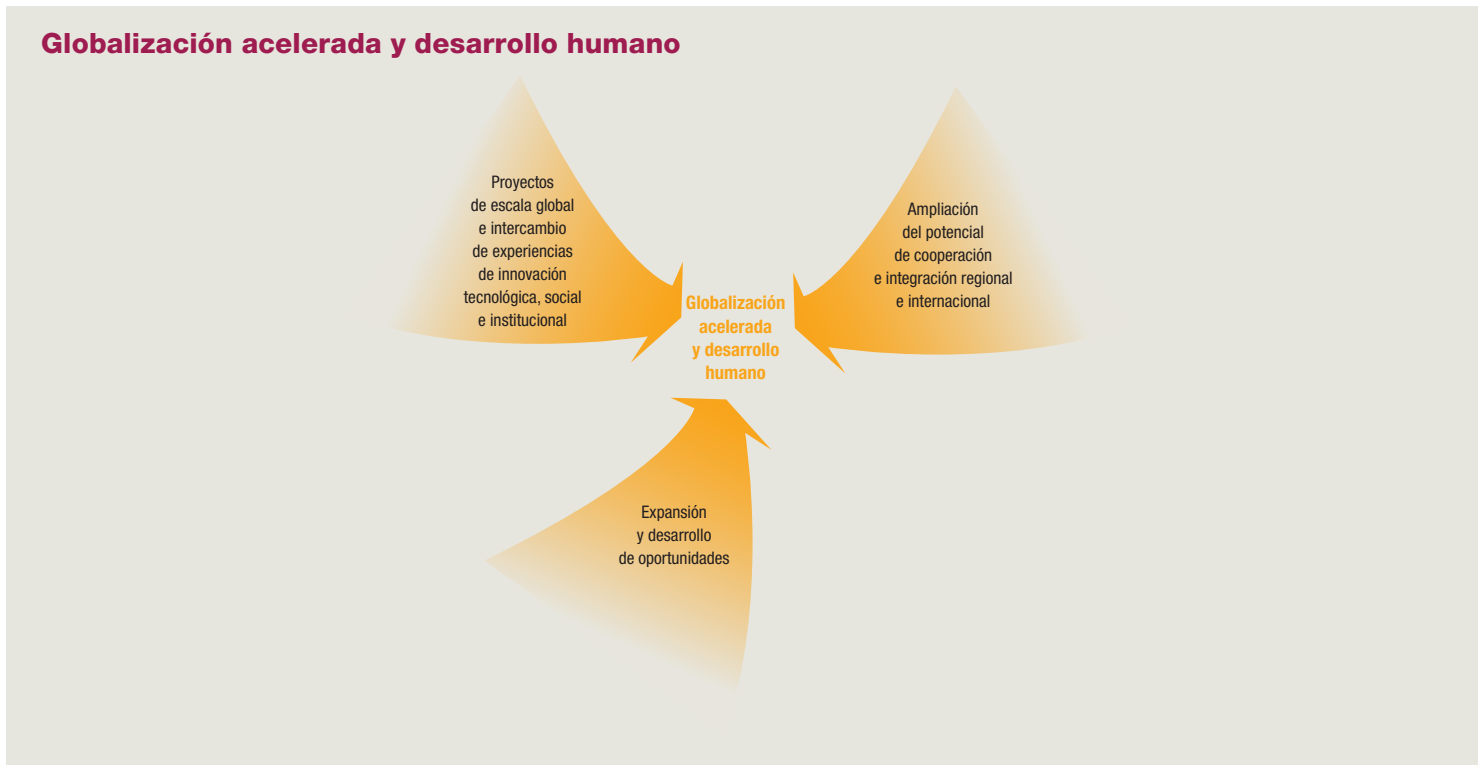 Globalización acelerada y desarrollo humano
Proyectos
de escala global
e intercambio
de experiencias
de innovación
tecnológica, social
e institucional
Ampliación
del potencial
de cooperación
e integración regional
e internacional
Globalización
acelerada
y desarrollo
humano
Expansión
y desarrollo
de oportunidades